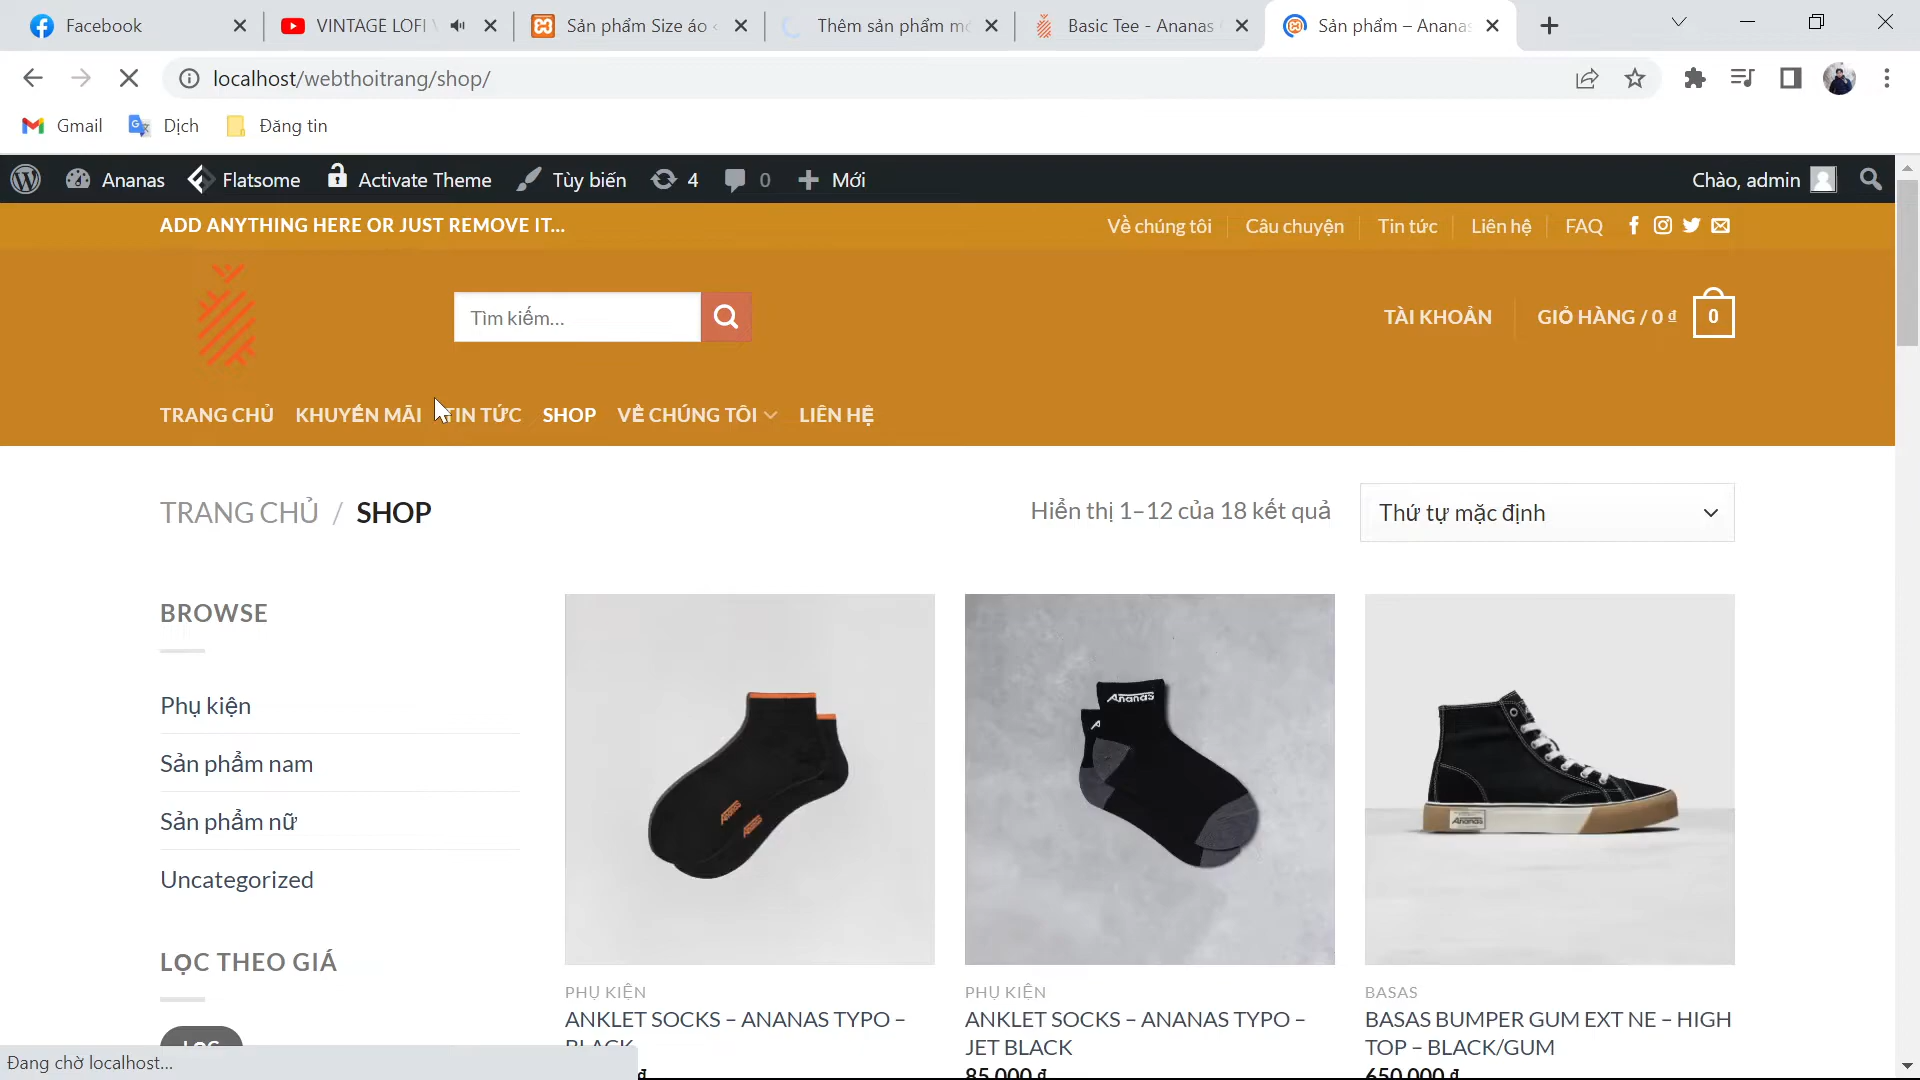 Facebook
VINTAGE LOFI
Sản phẩm Size áo
Thêm sản phẩm mớ
Basic Tee - Ananas
Sản phẩm – Ananas
localhost/webthoitrang/shop/
Gmail
Dịch
Đăng tin
Ananas
Flatsome
Activate Theme
Tùy biến
4
0
Mới
Chào, admin
ADD ANYTHING HERE OR JUST REMOVE IT...
Về chúng tôi
Câu chuyện
Tin tức
Liên hệ
FAQ
Tìm kiếm...
TÀI KHOẢN
GIỎ HÀNG / 0 ₫
0
TRANG CHỦ
KHUYẾN MÃI
TIN TỨC
SHOP
VỀ CHÚNG TÔI
LIÊN HỆ
TRANG CHỦ / SHOP
Hiển thị 1–12 của 18 kết quả
Thứ tự mặc định
BROWSE
Phụ kiện
Sản phẩm nam
Sản phẩm nữ
Uncategorized
LỌC THEO GIÁ
LỌC
Ananas
Ananas
Ananas
Ananas
PHỤ KIỆN
ANKLET SOCKS – ANANAS TYPO –
BLACK
₫
PHỤ KIỆN
ANKLET SOCKS – ANANAS TYPO –
JET BLACK
85.000 ₫
BASAS
BASAS BUMPER GUM EXT NE – HIGH
TOP – BLACK/GUM
650.000 ₫
Đang chờ localhost...